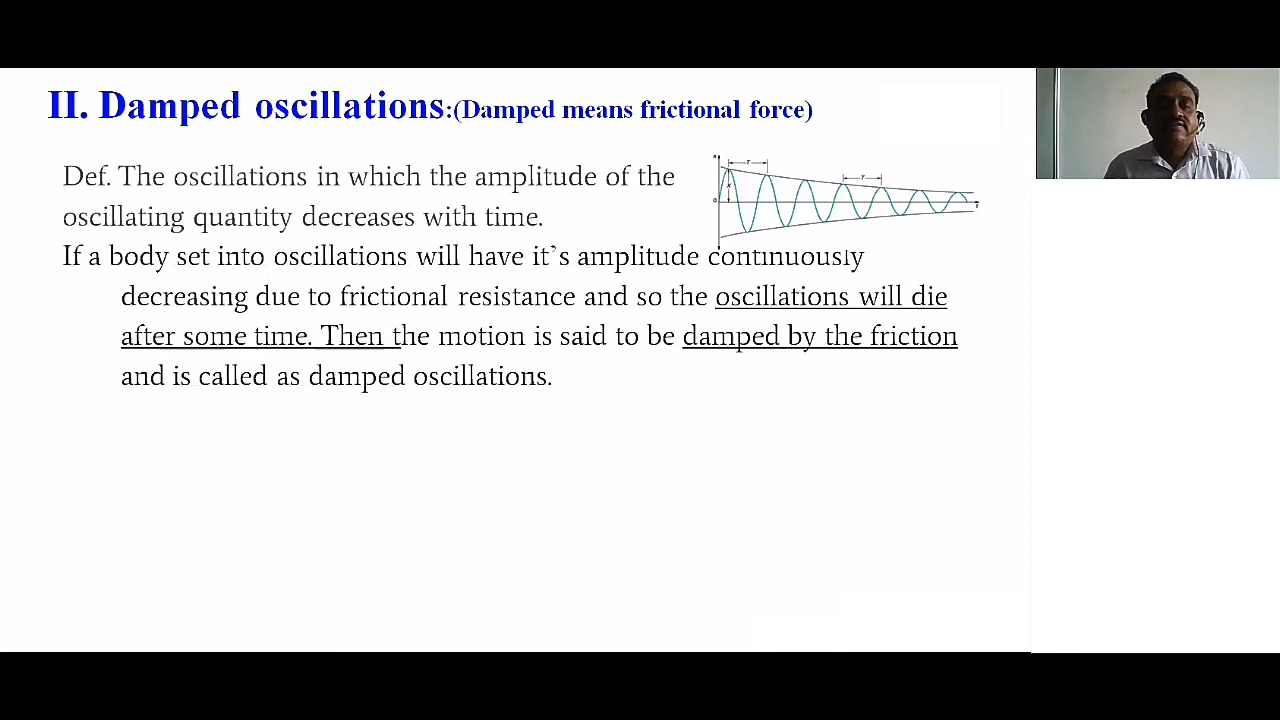 II. Damped oscillations:(Damped means frictional force)
Def. The oscillations in which the amplitude of the
oscillating quantity decreases with time.
If a body set into oscillations will have it's amplitude continuously
decreasing due to frictional resistance and so the oscillations will die
after some time. Then the motion is said to be damped by the friction
and is called as damped oscillations.
T
T